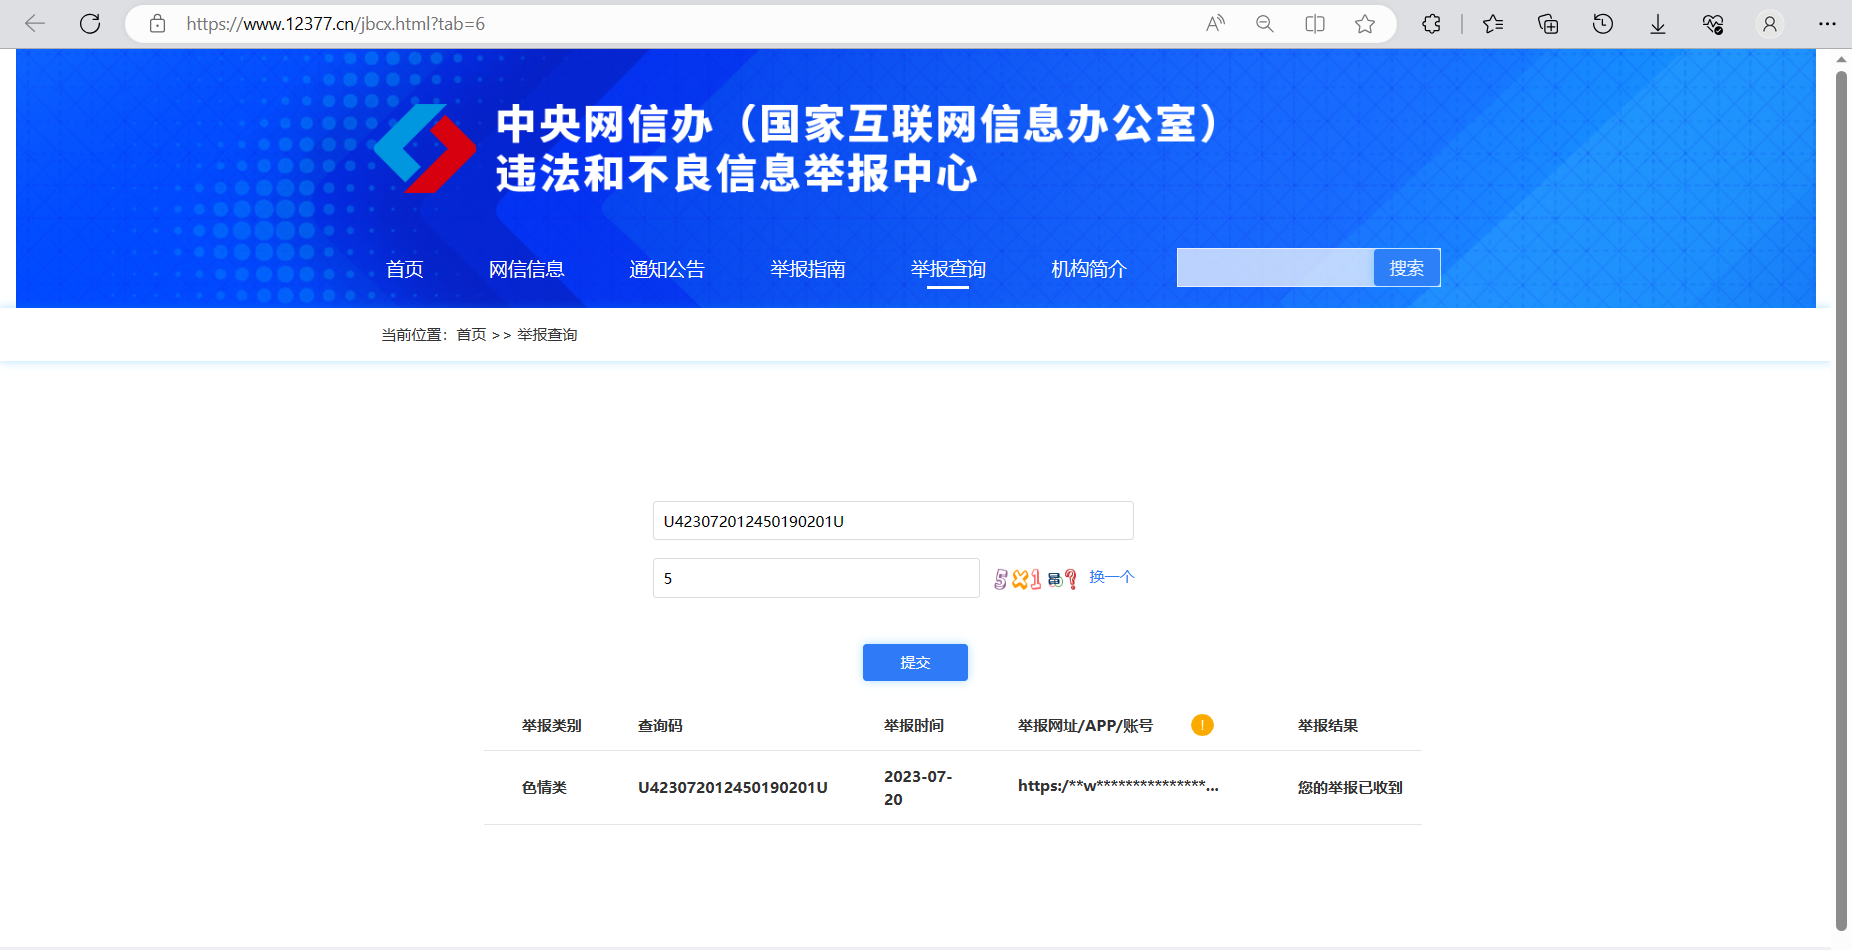 https://www.12377.cn/jbcx.html?tab=6
中央网信办（国家互联网信息办公室）
违法和不良信息举报中心
首页 网信信息 通知公告 举报指南 举报查询 机构简介 搜索
当前位置：首页 >> 举报查询
U423072012450190201U
5 5×1=? 换一个
提交
举报类别 查询码 举报时间 举报网址/APP/账号 ! 举报结果
色情类 U423072012450190201U 2023-07-20 https:/**w***************... 您的举报已收到